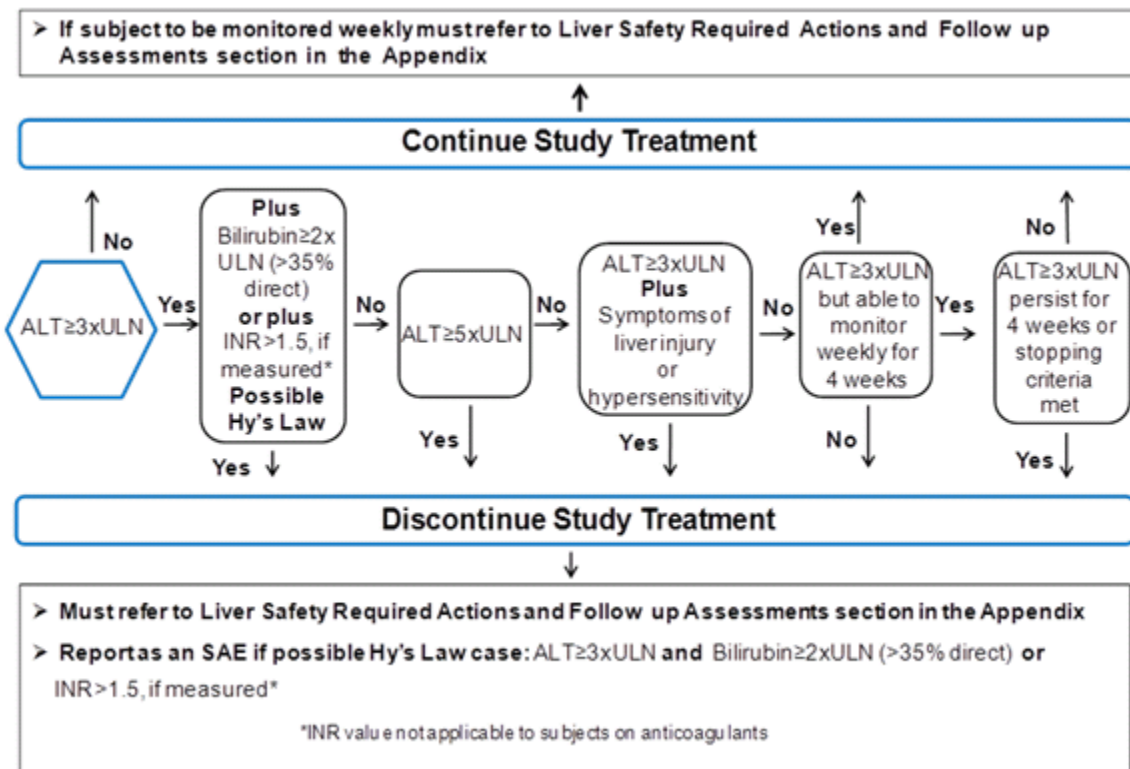 ➢ If subject to be monitored weekly must refer to Liver Safety Required Actions and Follow up
Assessments section in the Appendix
Continue Study Treatment
No
ALT≥3xULN
Yes
Plus
Bilirubin≥2x
ULN (>35%
direct)
or plus
INR>1.5, if
measured*
Possible
Hy's Law
Yes
No
ALT≥5xULN
Yes
No
ALT≥3xULN
Plus
Symptoms of
liver injury
or
hypersensitivity
Yes
No
Yes
ALT≥3xULN
but able to
monitor
weekly for
4 weeks
No
Yes
No
ALT≥3xULN
persist for
4 weeks or
stopping
criteria
met
Yes
Discontinue Study Treatment
➢ Must refer to Liver Safety Required Actions and Follow up Assessments section in the Appendix
➢ Report as an SAE if possible Hy's Law case: ALT≥3xULN and Bilirubin≥2xULN (>35% direct) or
INR>1.5, if measured*
*INR value not applicable to subjects on anticoagulants